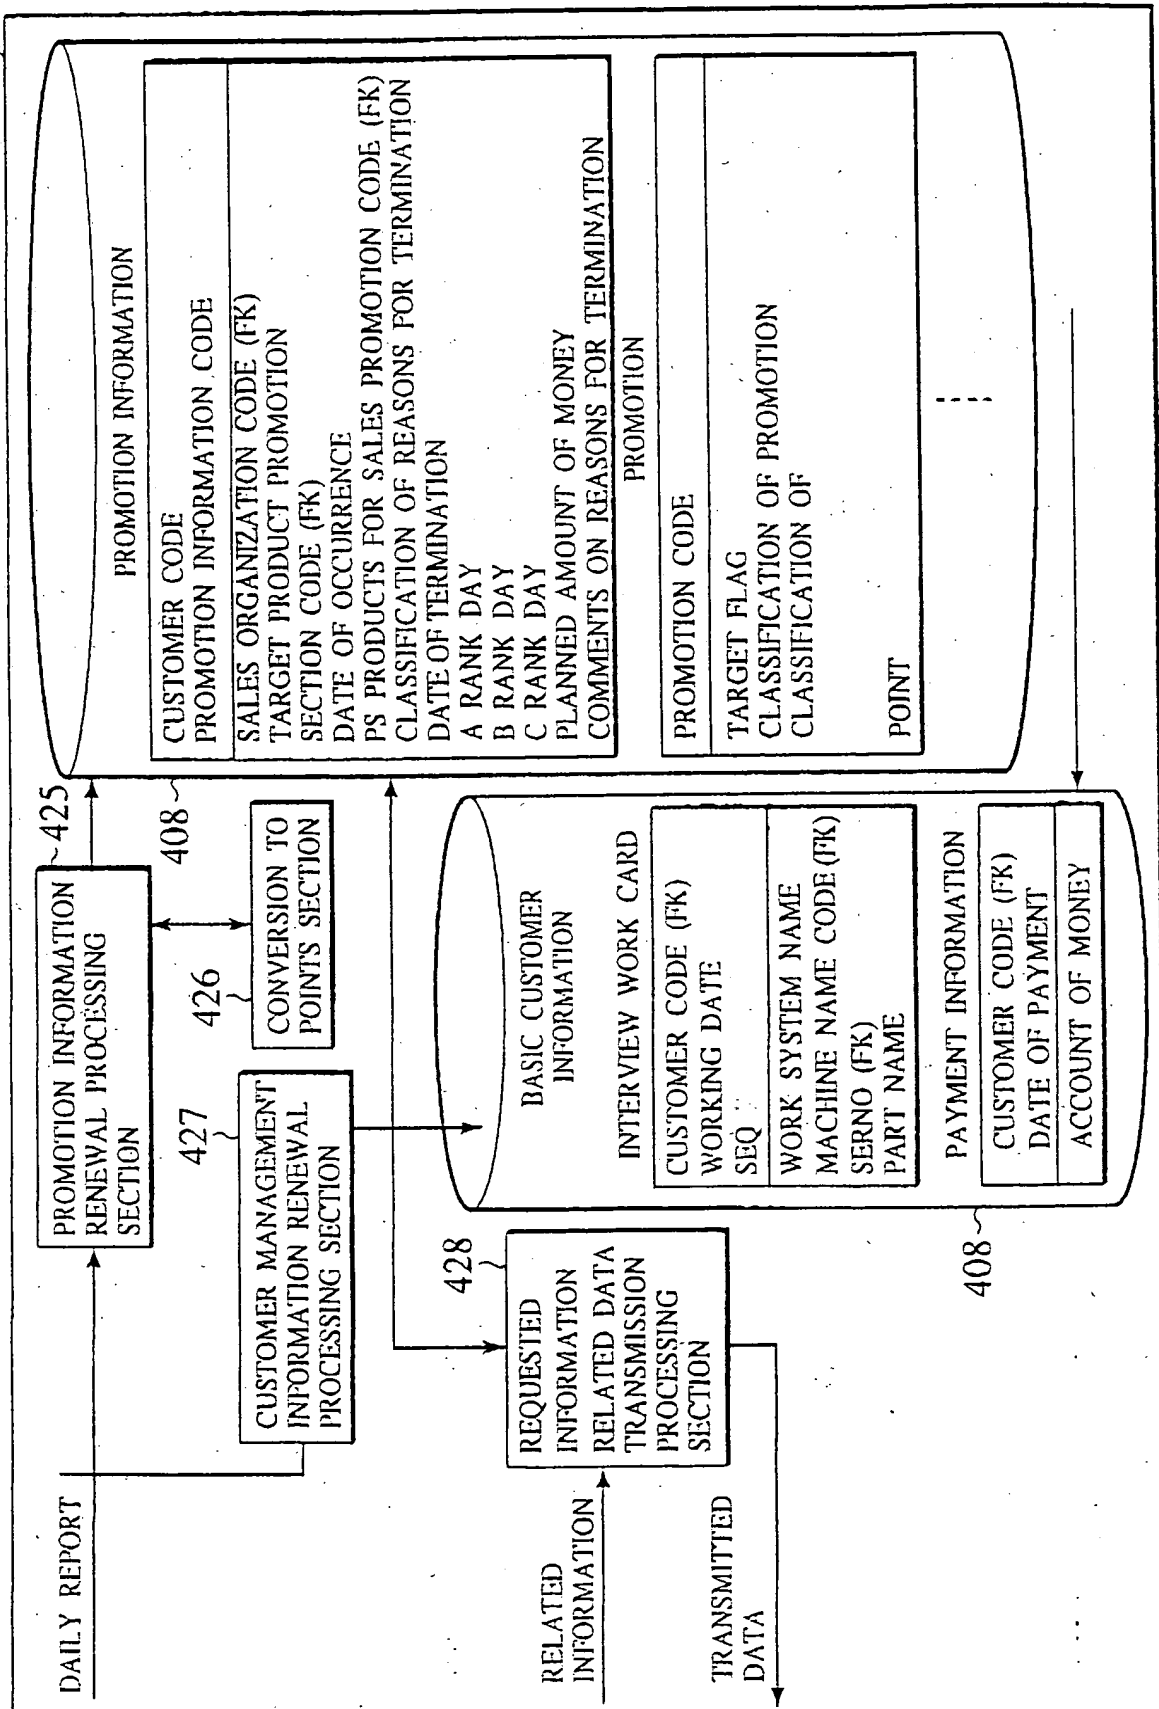 DAILY REPORT
PROMOTION INFORMATION
RENEWAL PROCESSING
SECTION
425
426
CONVERSION TO
POINTS SECTION
427
CUSTOMER MANAGEMENT
INFORMATION RENEWAL
PROCESSING SECTION
428
REQUESTED
INFORMATION
RELATED DATA
TRANSMISSION
PROCESSING
SECTION
RELATED
INFORMATION
TRANSMITTED
DATA
408
PROMOTION INFORMATION
CUSTOMER CODE
PROMOTION INFORMATION CODE
SALES ORGANIZATION CODE (FK)
TARGET PRODUCT PROMOTION
SECTION CODE (FK)
DATE OF OCCURRENCE
PS PRODUCTS FOR SALES PROMOTION CODE (FK)
CLASSIFICATION OF REASONS FOR TERMINATION
DATE OF TERMINATION
A RANK DAY
B RANK DAY
C RANK DAY
PLANNED AMOUNT OF MONEY
COMMENTS ON REASONS FOR TERMINATION
PROMOTION
PROMOTION CODE
TARGET FLAG
CLASSIFICATION OF PROMOTION
CLASSIFICATION OF
POINT
BASIC CUSTOMER
INFORMATION
INTERVIEW WORK CARD
CUSTOMER CODE (FK)
WORKING DATE
SEQ
WORK SYSTEM NAME
MACHINE NAME CODE (FK)
SERNO (FK)
PART NAME
PAYMENT INFORMATION
CUSTOMER CODE (FK)
DATE OF PAYMENT
ACCOUNT OF MONEY
408